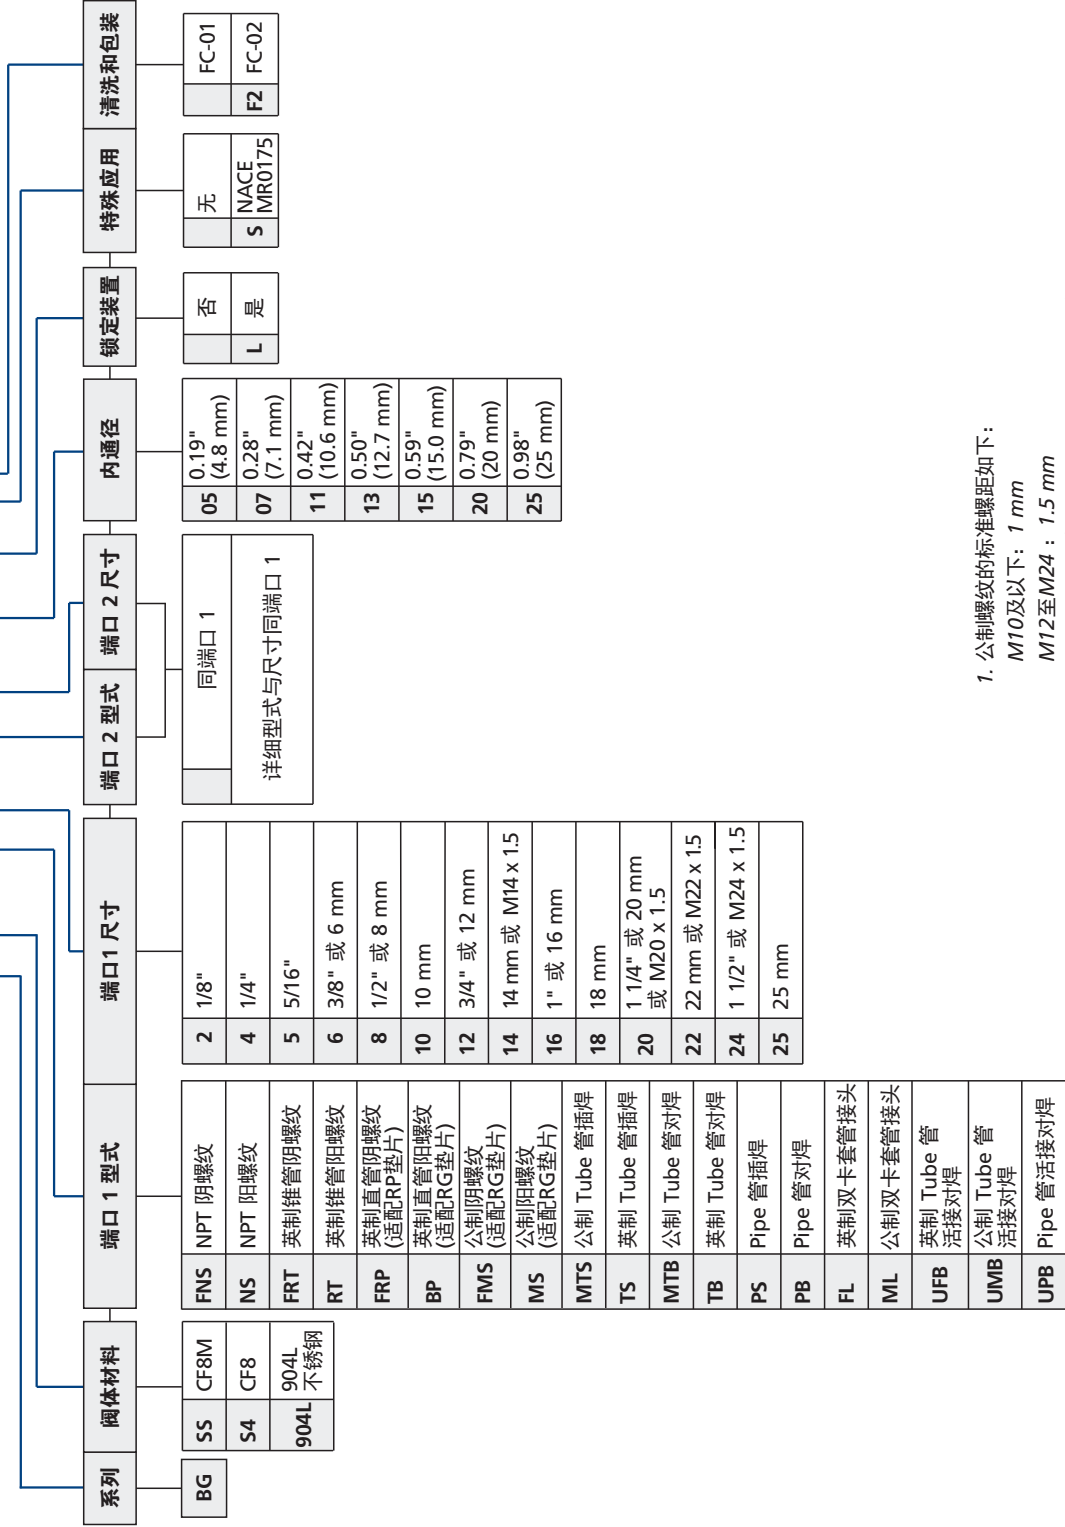 系列
BG
阀体材料
SS CF8M
S4 CF8
904L 904L
不锈钢
端口 1 型式
FNS NPT 阴螺纹
NS NPT 阳螺纹
FRT 英制锥管阴螺纹
RT 英制锥管阳螺纹
FRP 英制直管阴螺纹
(适配RP垫片)
BP 英制直管阳螺纹
(适配RG垫片)
FMS 公制阴螺纹
(适配RG垫片)
MS 公制阳螺纹
(适配RG垫片)
MTS 公制 Tube 管插焊
TS 英制 Tube 管插焊
MTB 公制 Tube 管对焊
TB 英制 Tube 管对焊
PS Pipe 管插焊
PB Pipe 管对焊
FL 英制双卡套管接头
ML 公制双卡套管接头
UFB 英制 Tube 管
活接对焊
UMB 公制 Tube 管
活接对焊
UPB Pipe 管活接对焊
端口1 尺寸
2 1/8"
4 1/4"
5 5/16"
6 3/8" 或 6 mm
8 1/2" 或 8 mm
10 10 mm
12 3/4" 或 12 mm
14 14 mm 或 M14 x 1.5
16 1" 或 16 mm
18 18 mm
20 1 1/4" 或 20 mm
或 M20 x 1.5
22 22 mm 或 M22 x 1.5
24 1 1/2" 或 M24 x 1.5
25 25 mm
端口 2 型式
端口 2 尺寸
同端口 1
详细型式与尺寸同端口 1
内通径
05 0.19"
(4.8 mm)
07 0.28"
(7.1 mm)
11 0.42"
(10.6 mm)
13 0.50"
(12.7 mm)
15 0.59"
(15.0 mm)
20 0.79"
(20 mm)
25 0.98"
(25 mm)
锁定装置
否
L 是
特殊应用
无
S NACE
MR0175
清洗和包装
FC-01
F2 FC-02
1. 公制螺纹的标准螺距如下：
M10及以下：1 mm
M12至M24：1.5 mm